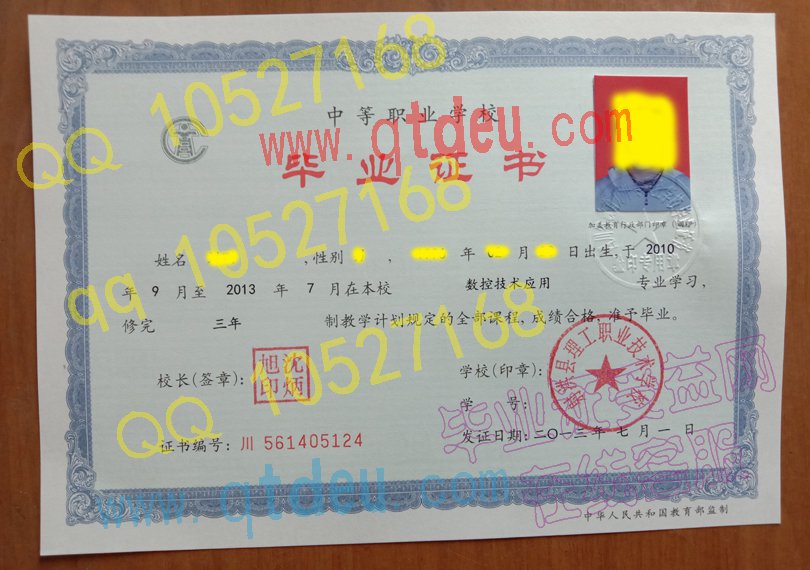 中等职业学校
毕业证书
加盖教育行政部门印章(钢印)
姓名 ,性别 , 年 月 日出生,于 2010
年 9 月至 2013 年 7 月在本校 数控技术应用 专业学习,
修完 三年 制教学计划规定的全部课程,成绩合格,准予毕业。
校长(签章):
旭沈
印炳
学校(印章):
县理工职业技术学校
学 号:
证书编号: 川 561405124
发证日期:二〇一三年 七 月 一 日
中华人民共和国教育部监制
QQ 10527168
www.qtdeu.com
qq 10527168
QQ 10527168
www.qtdeu.com
在线客服